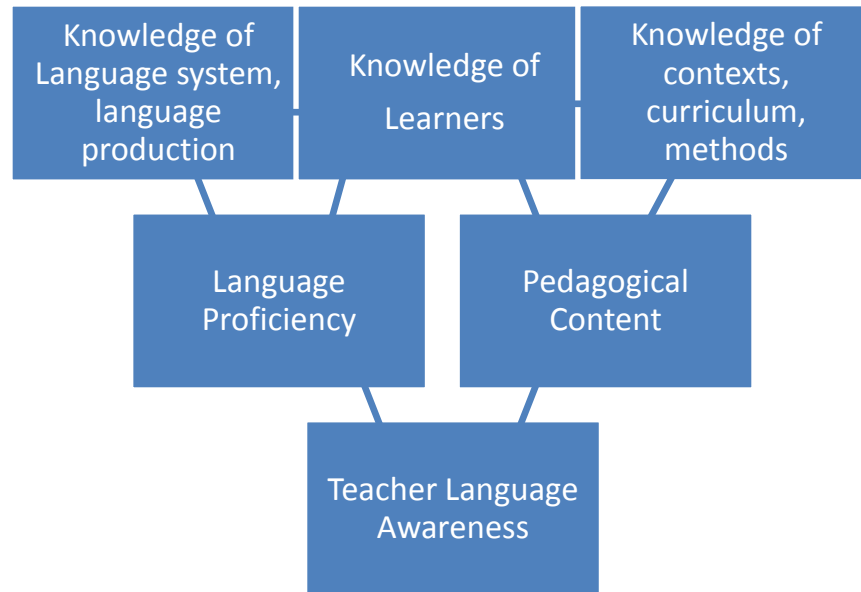 Knowledge of
Language system,
language
production
Knowledge of
Learners
Knowledge of
contexts,
curriculum,
methods
Language
Proficiency
Pedagogical
Content
Teacher Language
Awareness